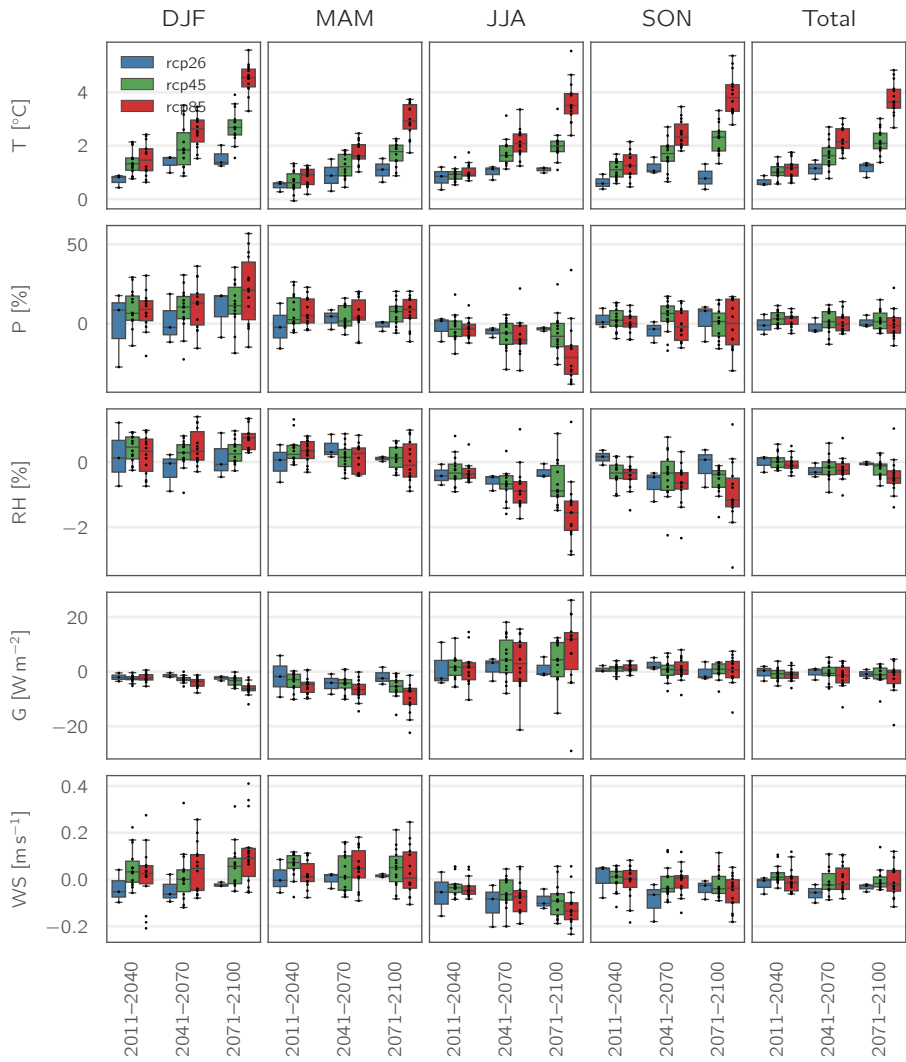 DJF MAM JJA SON Total
rcp26
rcp45
rcp85
T [°C]
4
2
0
P [%]
50
0
RH [%]
0
−2
G [W m−2]
20
0
−20
WS [m s−1]
0.4
0.2
0.0
−0.2
2011–2040 2041–2070 2071–2100 2011–2040 2041–2070 2071–2100 2011–2040 2041–2070 2071–2100 2011–2040 2041–2070 2071–2100 2011–2040 2041–2070 2071–2100